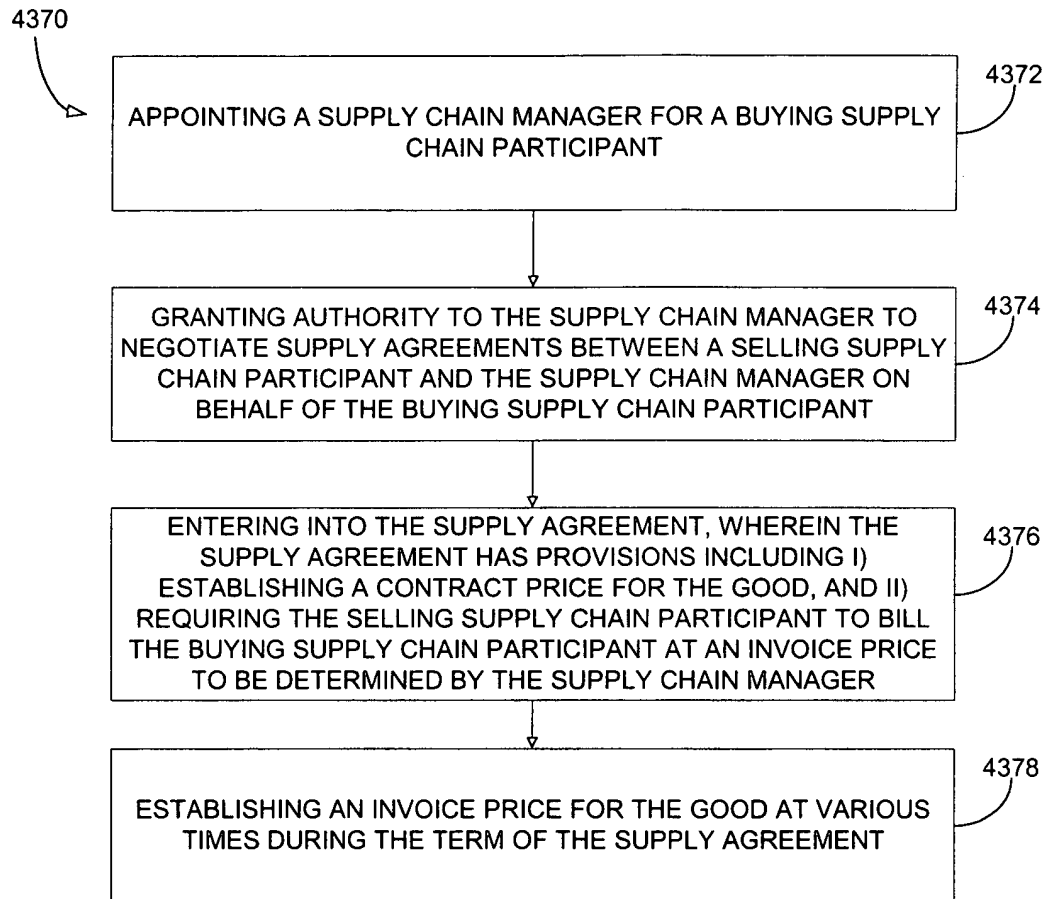 4370
4372
APPOINTING A SUPPLY CHAIN MANAGER FOR A BUYING SUPPLY
CHAIN PARTICIPANT
4374
GRANTING AUTHORITY TO THE SUPPLY CHAIN MANAGER TO
NEGOTIATE SUPPLY AGREEMENTS BETWEEN A SELLING SUPPLY
CHAIN PARTICIPANT AND THE SUPPLY CHAIN MANAGER ON
BEHALF OF THE BUYING SUPPLY CHAIN PARTICIPANT
4376
ENTERING INTO THE SUPPLY AGREEMENT, WHEREIN THE
SUPPLY AGREEMENT HAS PROVISIONS INCLUDING I)
ESTABLISHING A CONTRACT PRICE FOR THE GOOD, AND II)
REQUIRING THE SELLING SUPPLY CHAIN PARTICIPANT TO BILL
THE BUYING SUPPLY CHAIN PARTICIPANT AT AN INVOICE PRICE
TO BE DETERMINED BY THE SUPPLY CHAIN MANAGER
4378
ESTABLISHING AN INVOICE PRICE FOR THE GOOD AT VARIOUS
TIMES DURING THE TERM OF THE SUPPLY AGREEMENT